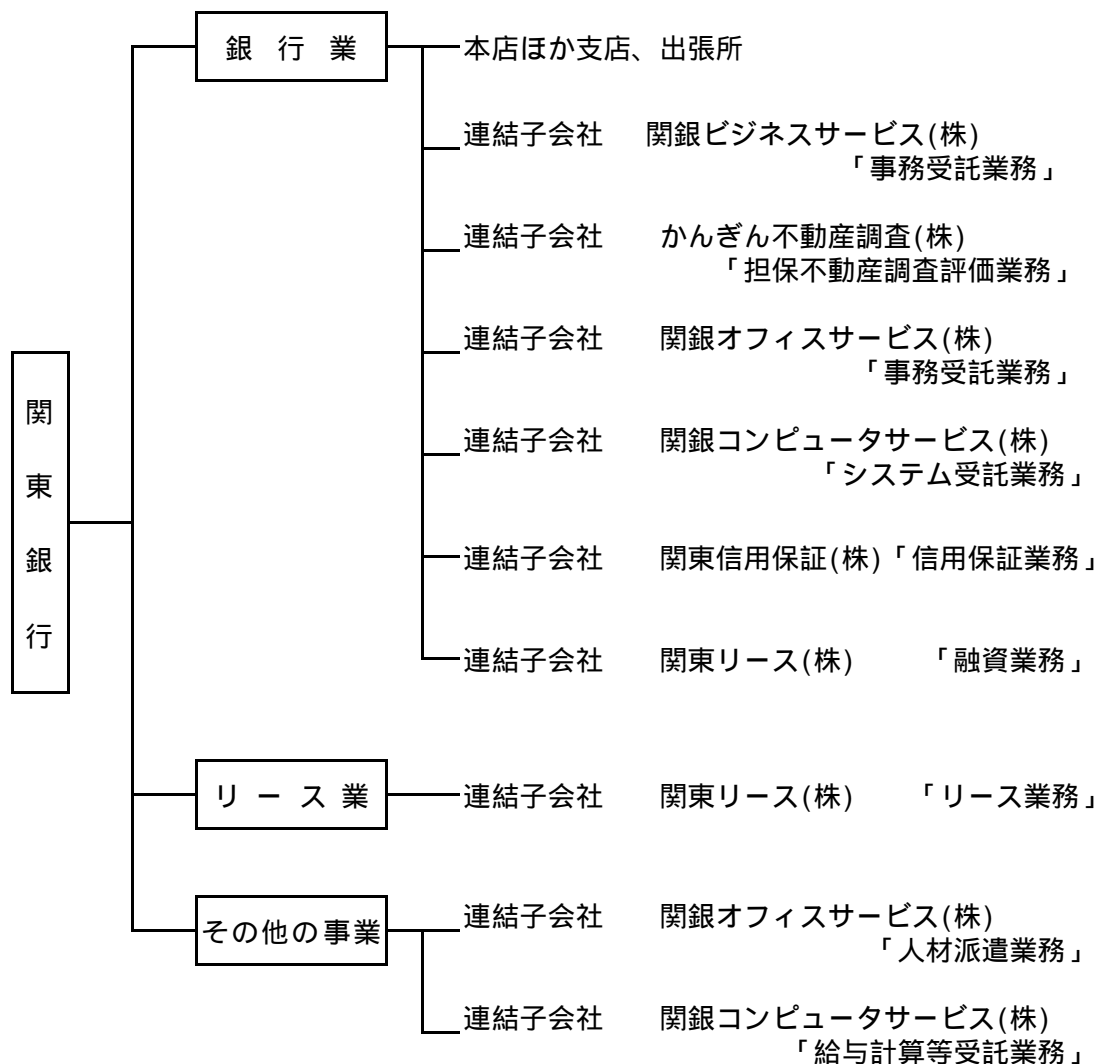 関東銀行
銀行業
本店ほか支店、出張所
連結子会社 関銀ビジネスサービス(株)
「事務受託業務」
連結子会社 かんぎん不動産調査(株)
「担保不動産調査評価業務」
連結子会社 関銀オフィスサービス(株)
「事務受託業務」
連結子会社 関銀コンピュータサービス(株)
「システム受託業務」
連結子会社 関東信用保証(株)「信用保証業務」
連結子会社 関東リース(株) 「融資業務」
リース業
連結子会社 関東リース(株) 「リース業務」
その他の事業
連結子会社 関銀オフィスサービス(株)
「人材派遣業務」
連結子会社 関銀コンピュータサービス(株)
「給与計算等受託業務」